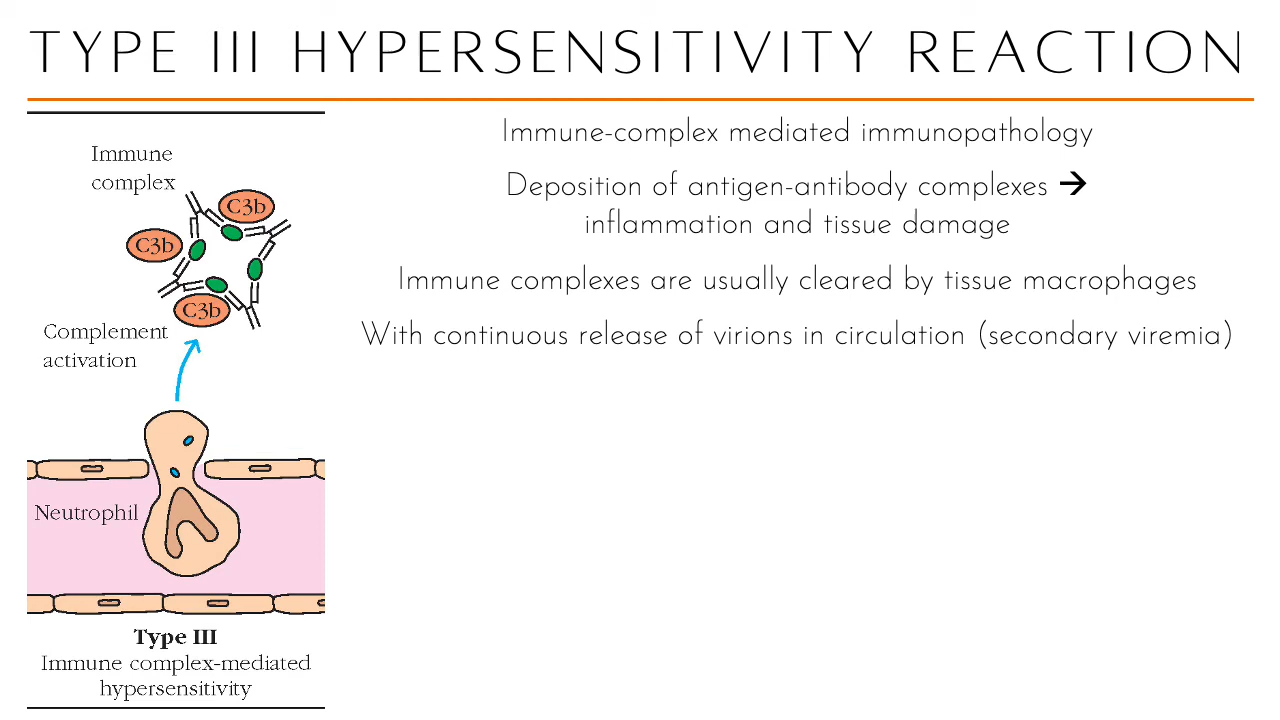 TYPE III HYPERSENSITIVITY REACTION
Immune
complex
C3b
C3b
C3b
Complement
activation
Neutrophil
Type III
Immune complex-mediated
hypersensitivity
Immune-complex mediated immunopathology
Deposition of antigen-antibody complexes →
inflammation and tissue damage
Immune complexes are usually cleared by tissue macrophages
With continuous release of virions in circulation (secondary viremia)